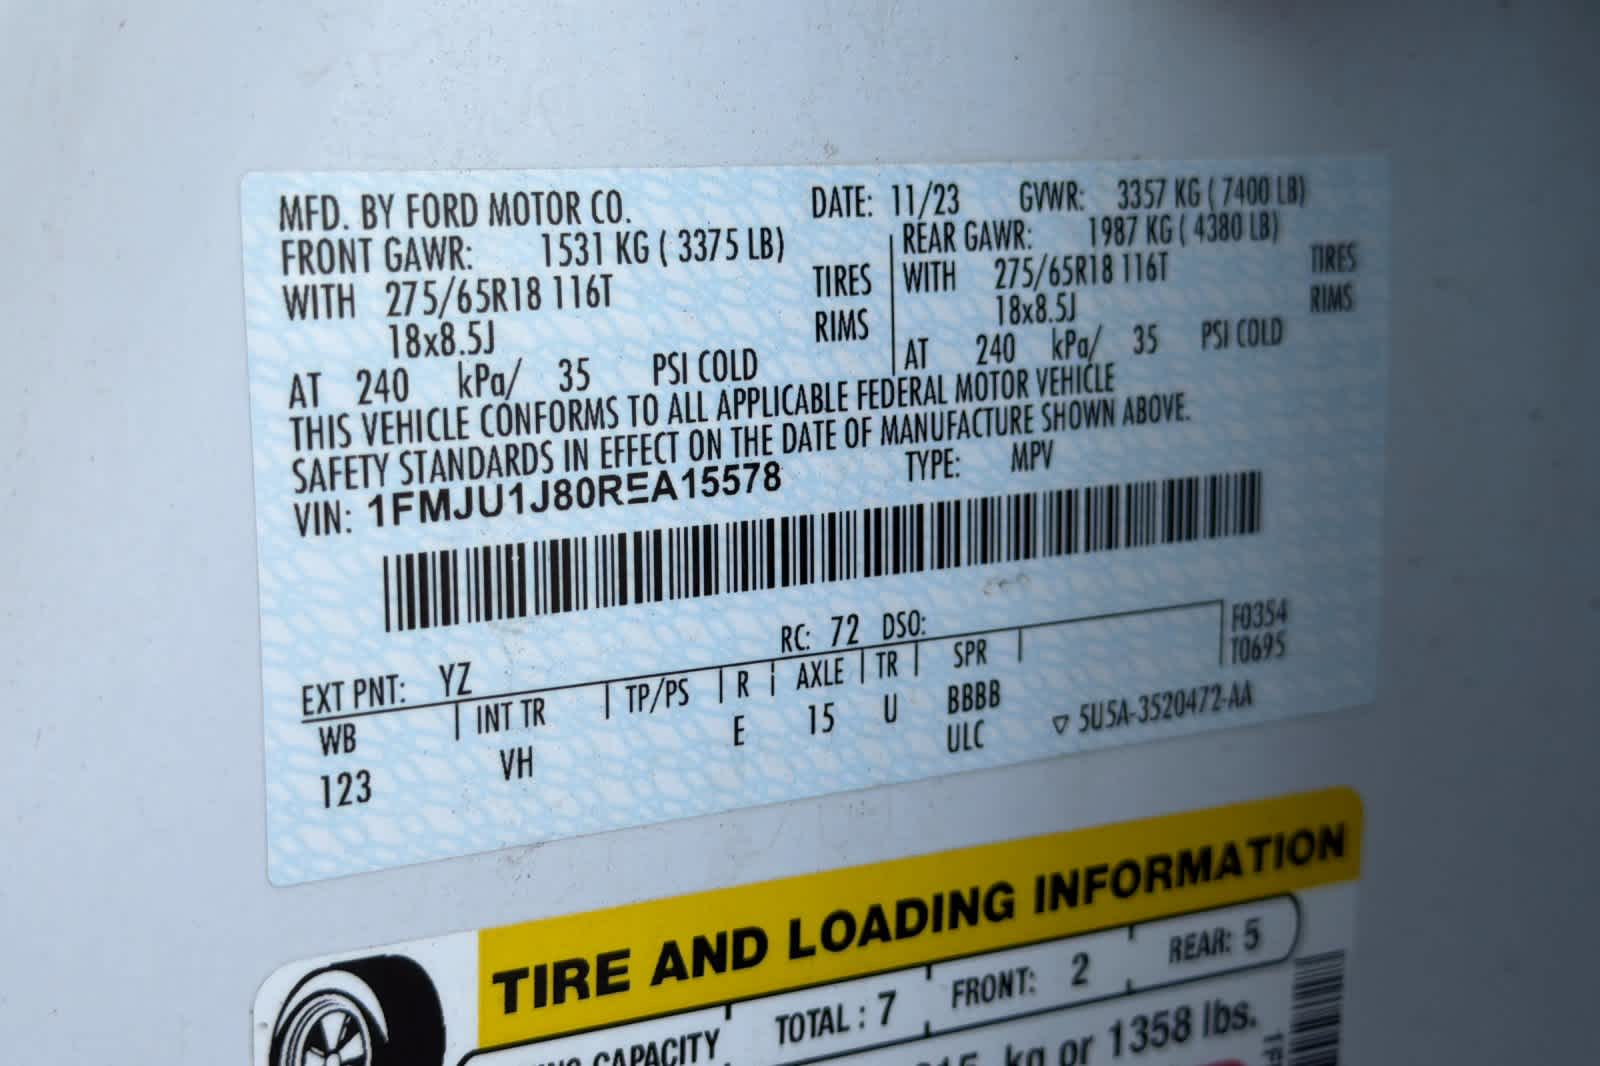 MFD. BY FORD MOTOR CO. DATE: 11/23 GVWR: 3357 KG ( 7400 LB)
FRONT GAWR: 1531 KG ( 3375 LB) REAR GAWR: 1987 KG ( 4380 LB)
WITH 275/65R18 116T TIRES WITH 275/65R18 116T TIRES
18x8.5J RIMS 18x8.5J RIMS
AT 240 kPa/ 35 PSI COLD AT 240 kPa/ 35 PSI COLD
THIS VEHICLE CONFORMS TO ALL APPLICABLE FEDERAL MOTOR VEHICLE
SAFETY STANDARDS IN EFFECT ON THE DATE OF MANUFACTURE SHOWN ABOVE.
VIN: 1FMJU1J80REA15578 TYPE: MPV
EXT PNT: YZ RC: 72 DSO: F0354
WB INT TR TP/PS R AXLE TR SPR T0695
123 VH E 15 U BBBB
ULC ▽ 5U5A-3520472-AA
TIRE AND LOADING INFORMATION
CAPACITY TOTAL : 7 FRONT: 2 REAR: 5
kg or 1358 lbs.